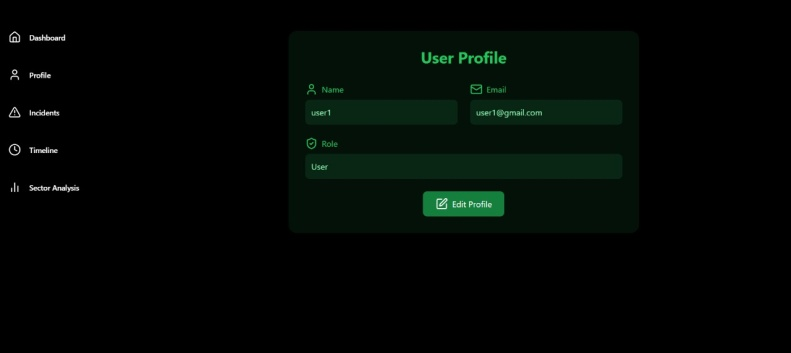 Dashboard
Profile
Incidents
Timeline
Sector Analysis
User Profile
Name
Email
user1
user1@gmail.com
Role
User
Edit Profile